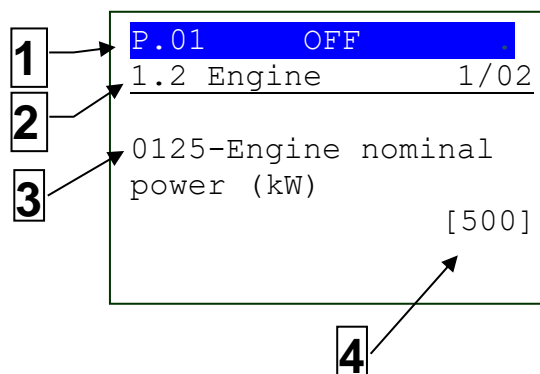 P.01 OFF .
1.2 Engine 1/02
0125-Engine nominal
power (kW)
[500]
1
2
3
4